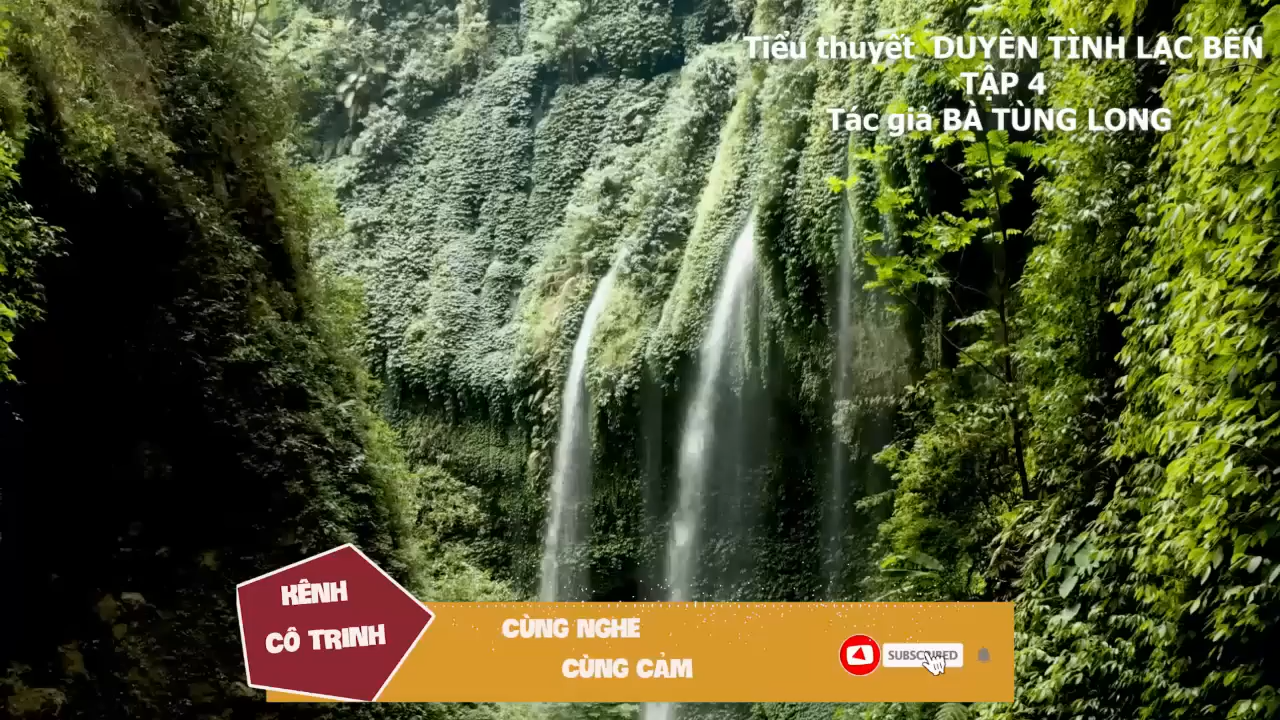 Tiểu thuyết  DUYÊN TÌNH LẠC BẾN
TẬP 4
Tác giả BÀ TÙNG LONG
KÊNH
CÔ TRINH
CÙNG NGHE
CÙNG CẢM
SUBSCRIBED